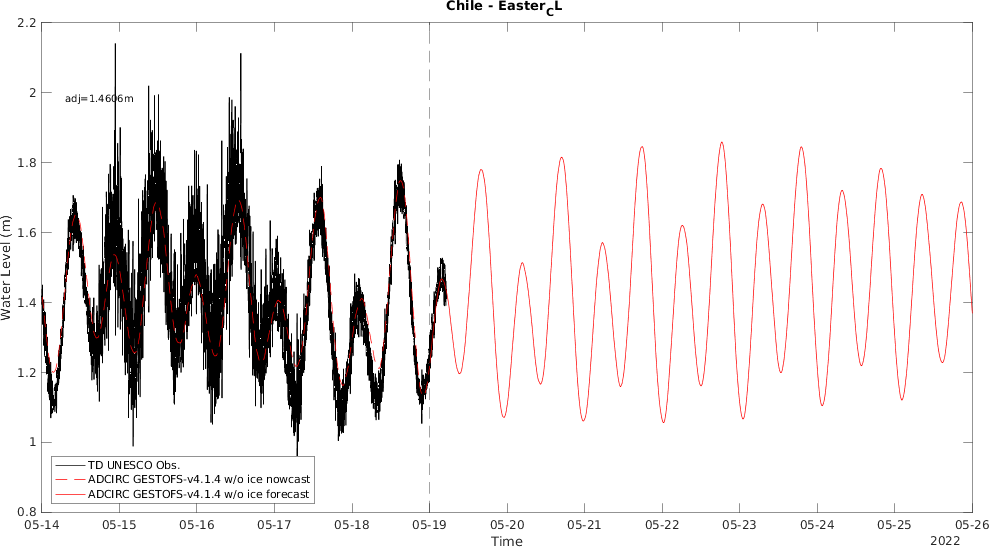 Chile - Easter_CL
2.2
2
1.8
1.6
1.4
1.2
1
0.8
Water Level (m)
adj=1.4606m
TD UNESCO Obs.
ADCIRC GESTOFS-v4.1.4 w/o ice nowcast
ADCIRC GESTOFS-v4.1.4 w/o ice forecast
05-14 05-15 05-16 05-17 05-18 05-19 05-20 05-21 05-22 05-23 05-24 05-25 05-26
Time
2022